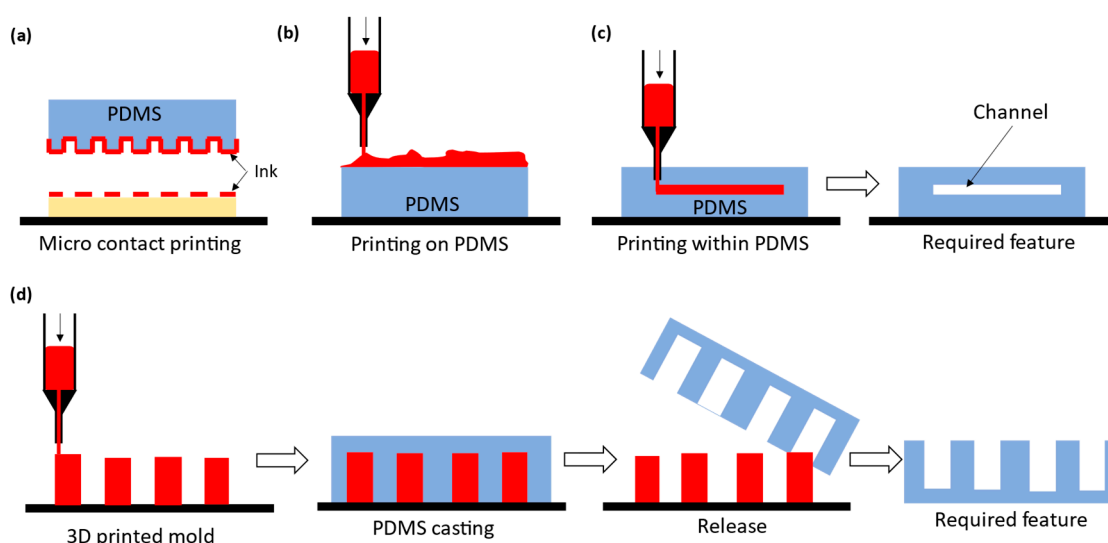 (a)
PDMS
Ink
Micro contact printing
(b)
PDMS
Printing on PDMS
(c)
PDMS
Printing within PDMS
Channel
Required feature
(d)
3D printed mold
PDMS casting
Release
Required feature